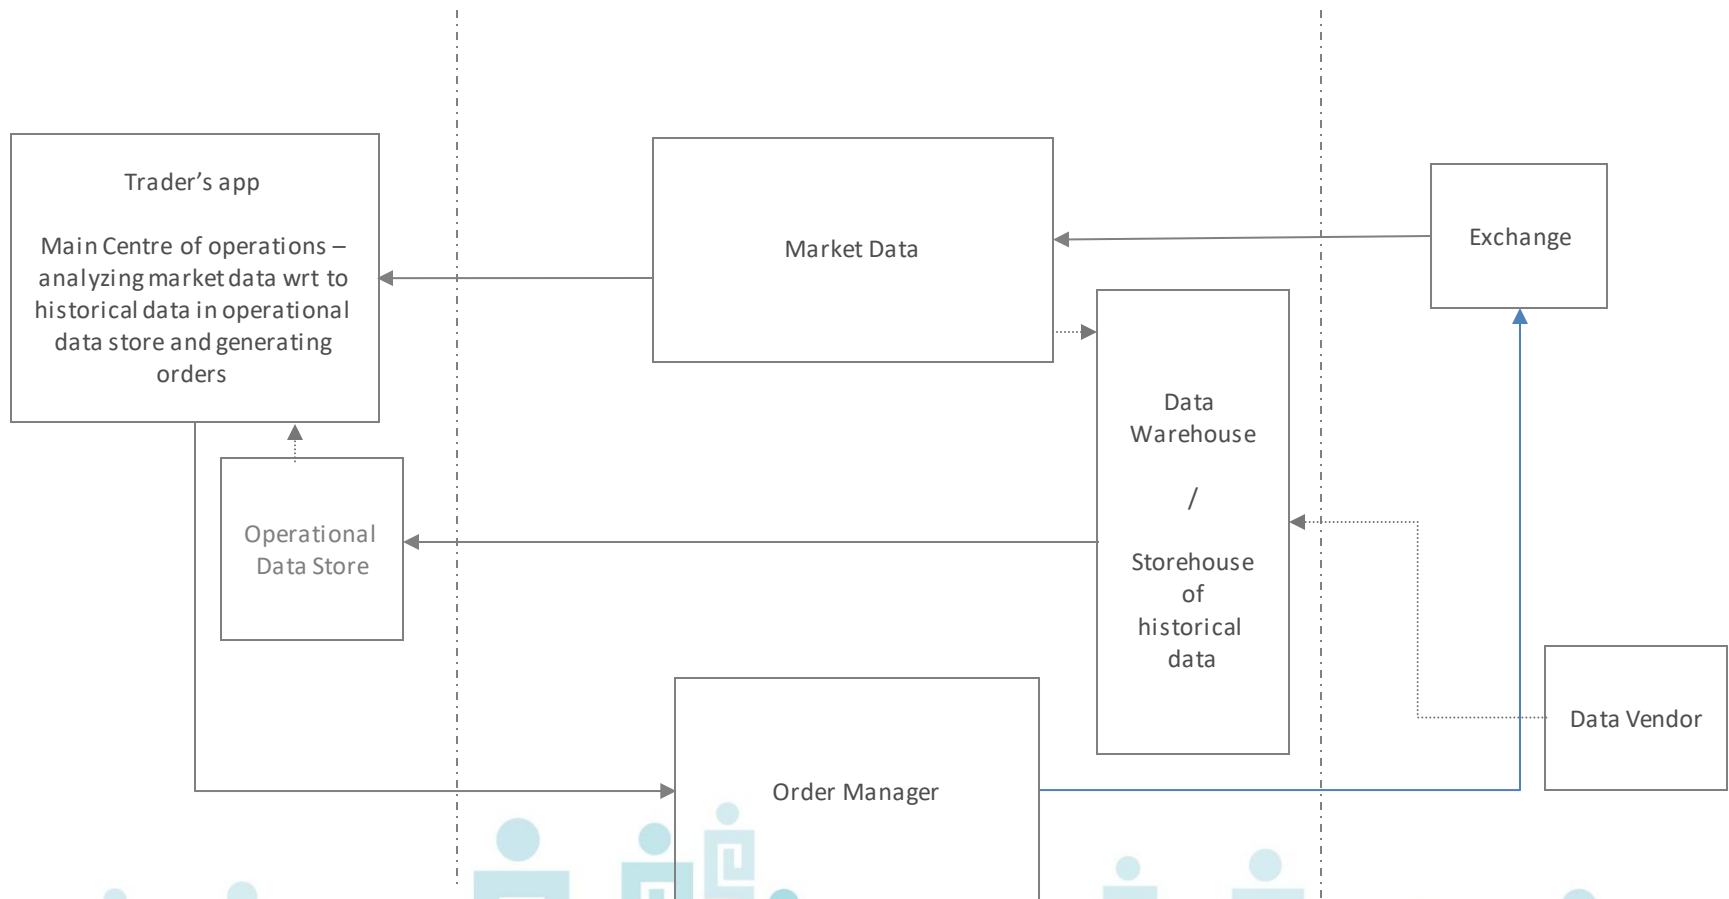 Trader’s app
Main Centre of operations –
analyzing market data wrt to
historical data in operational
data store and generating
orders
Market Data
Exchange
Data
Warehouse
/
Storehouse
of
historical
data
Operational
Data Store
Data Vendor
Order Manager